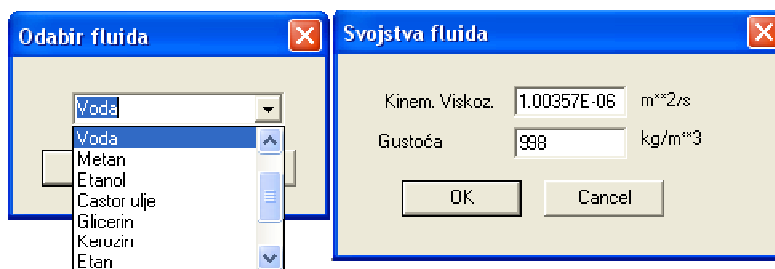 Odabir fluida
Voda
Voda
Metan
Etanol
Castor ulje
Glicerin
Kerozin
Etan
Svojstva fluida
Kinem. Viskoz. 1.00357E-06 m**2/s
Gustoća 998 kg/m**3
OK Cancel